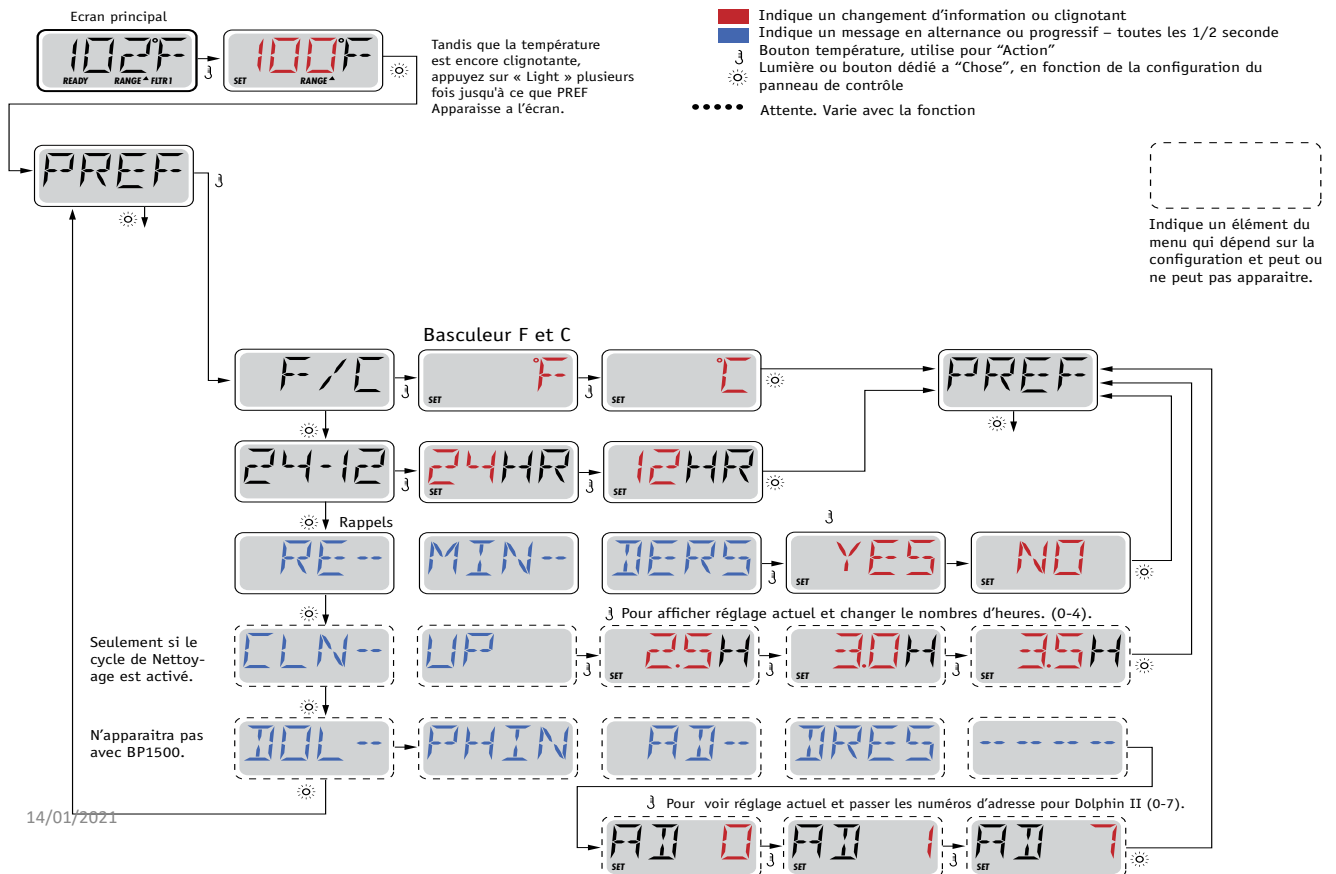 Ecran principal
102°F
READY RANGE FLTR1
100°F
SET RANGE
Tandis que la température
est encore clignotante,
appuyez sur « Light » plusieurs
fois jusqu'à ce que PREF
Apparaisse a l'écran.
Indique un changement d'information ou clignotant
Indique un message en alternance ou progressif – toutes les 1/2 seconde
Bouton température, utilise pour "Action"
Lumière ou bouton dédié a "Chose", en fonction de la configuration du
panneau de contrôle
Attente. Varie avec la fonction
Indique un élément du
menu qui dépend sur la
configuration et peut ou
ne peut pas apparaitre.
PREF
Basculeur F et C
F/C
°F
SET
°C
SET
PREF
24-12
24HR
SET
12HR
SET
Rappels
RE--
MIN--
DERS
YES
SET
NO
SET
Pour afficher réglage actuel et changer le nombres d'heures. (0-4).
Seulement si le
cycle de Nettoy-
age est activé.
CLN--
UP
2.5H
SET
3.0H
SET
3.5H
SET
N'apparaitra pas
avec BP1500.
DOL--
PHIN
AD--
DRES
-- -- -- --
14/01/2021
Pour voir réglage actuel et passer les numéros d'adresse pour Dolphin II (0-7).
AD 0
SET
AD 1
SET
AD 7
SET